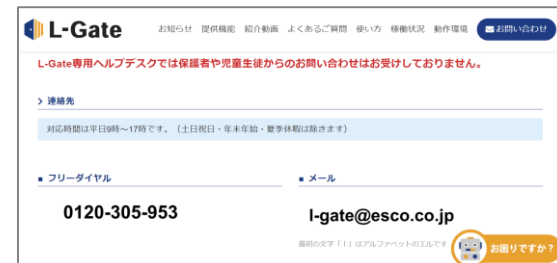 L-Gate
お知らせ 提供機能 紹介動画 よくあるご質問 使い方 稼働状況 動作環境 お問い合わせ
L-Gate専用ヘルプデスクでは保護者や児童生徒からのお問い合わせはお受けしておりません。
> 連絡先
対応時間は平日9時～17時です。（土日祝日・年末年始・夏季休暇は除きます）
■ フリーダイヤル
0120-305-953
■ メール
l-gate@esco.co.jp
最初の文字「l」はアルファベットのエルです
お困りですか？